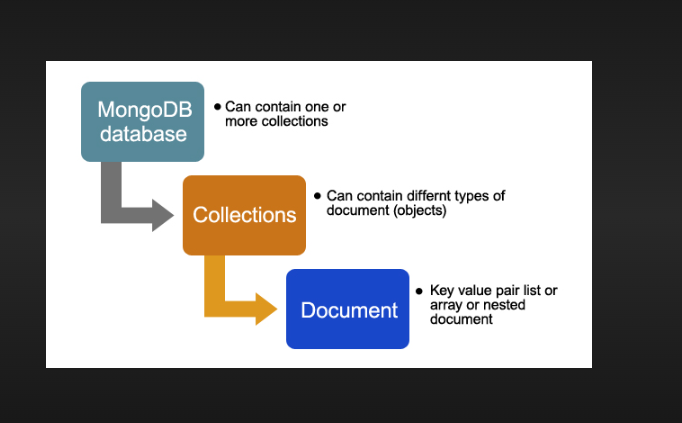 MongoDB
database
● Can contain one or
more collections
Collections
● Can contain differnt types of
document (objects)
Document
● Key value pair list or
array or nested
document